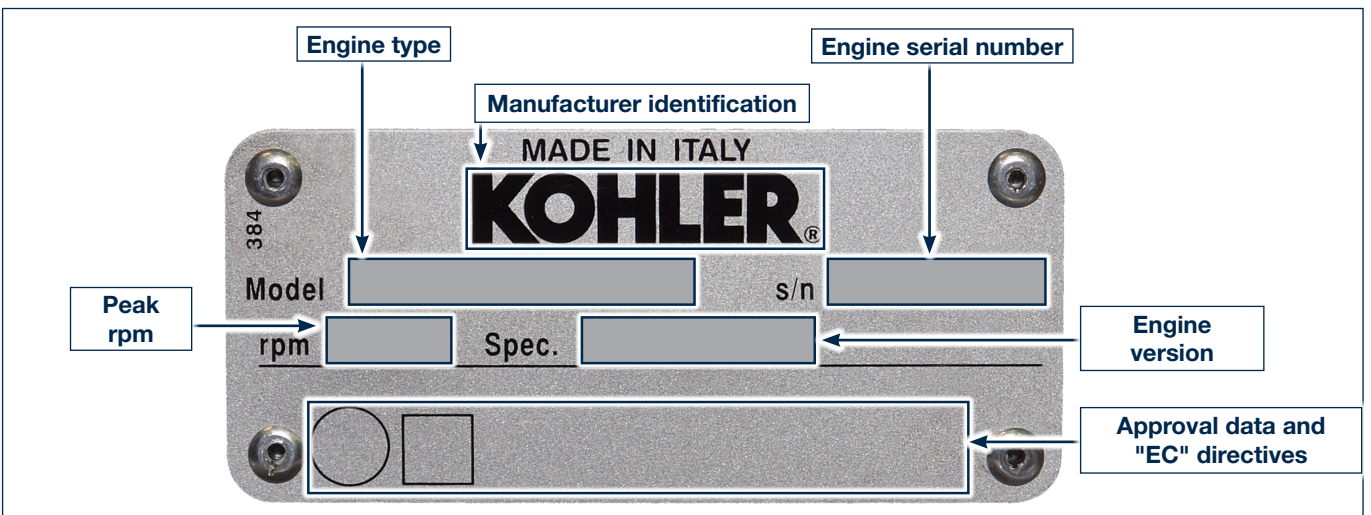 Engine type
Engine serial number
Manufacturer identification
MADE IN ITALY
KOHLER®
384
Model
s/n
Peak
rpm
rpm
Spec.
Engine
version
Approval data and
"EC" directives